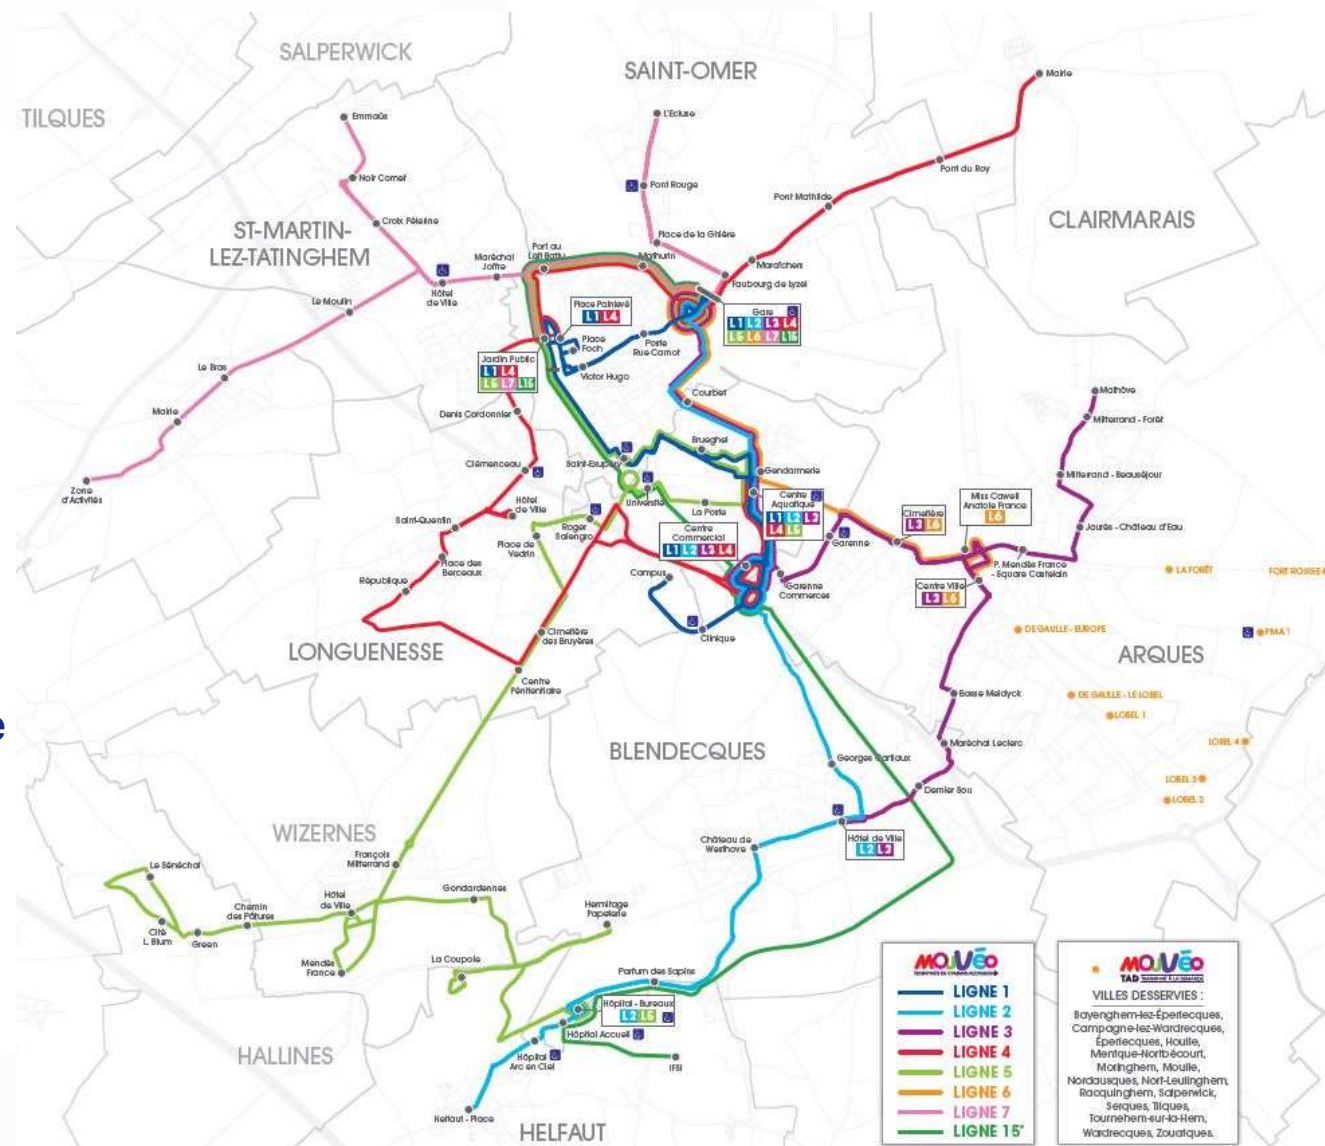 SALPERWICK
SAINT-OMER
TILQUES
Mairie
Emmaüs
L'Ecluse
Noir Cornet
Pont Rouge
Pont du Roy
Pont Mathilde
Croix Pèlerine
CLAIRMARAIS
ST-MARTIN-
LEZ-TATINGHEM
Place de la Ghière
Maréchal
Joffre
Port au
Mathurin
Maraîchers
Faubourg de Lyzel
Hôtel
de Ville
Le Moulin
Place Painlevé
L1 L4
Gare
L1 L2 L3 L4
L5 L6 L7 L15
Place
Foch
Porte
Rue Carnot
Jardin Public
L1 L4
L5 L7 L15
Victor Hugo
Le Bras
Mairie
Denis Cordonnier
Courbet
Malhôve
Mitterrand - Forêt
Brueghel
Clémenceau
Saint-Exupéry
Gendarmerie
Mitterrand - Beauséjour
Zone
d'Activités
Université
Centre
Aquatique
L1 L2 L3
L4 L5
Miss Cawell
Anatole France
L6
Hôtel
de Ville
La Poste
Cimetière
L3 L6
Saint-Quentin
Roger
Salengro
Centre
Commercial
L1 L2 L3 L4
Jaurès - Château d'Eau
Place de
Verdrin
Garenne
Place des
Berceaux
P. Mendès France
- Square Castelain
Campus
LA FORÊT
FORT ROUGE
République
Garenne
Commerces
Centre Ville
L3 L6
Clinique
Cimetière
des Bruyères
DE GAULLE - EUROPE
PMA 1
LONGUENESSE
ARQUES
Centre
Pénitentiaire
Basse Meldyck
DE GAULLE - LE LOBEL
LOBEL 1
e
BLENDECQUES
Maréchal Leclerc
LOBEL 4
Georges
LOBEL 3
Dernier Sou
LOBEL 2
WIZERNES
Hôtel de Ville
L2 L3
Château de
Westhove
François
Mitterrand
Le Sénéchal
Gondardennes
Hôtel
de Ville
Chemin
des Pâtures
Hermitage
Papeterie
Cité
L. Blum
Green
Mendès
France
La Coupole
Parfum des Sapins
Hôpital - Bureaux
L2 L5
Hôpital Accueil
HALLINES
Hôpital
Arc en Ciel
IFSI
Helfaut - Place
HELFAUT
MOUVÉO
LIGNE 1
LIGNE 2
LIGNE 3
LIGNE 4
LIGNE 5
LIGNE 6
LIGNE 7
LIGNE 15*
MOUVÉO
TAD TRANSPORT À LA DEMANDE
VILLES DESSERVIES :
Bayenghem-lez-Éperlecques,
Campagne-lez-Wardrecques,
Éperlecques, Houlle,
Mentque-Nortbécourt,
Moringhem, Moulle,
Nordausques, Nort-Leulinghem,
Racquinghem, Salperwick,
Serques, Tilques,
Tournehem-sur-la-Hem,
Wardrecques, Zouafques.